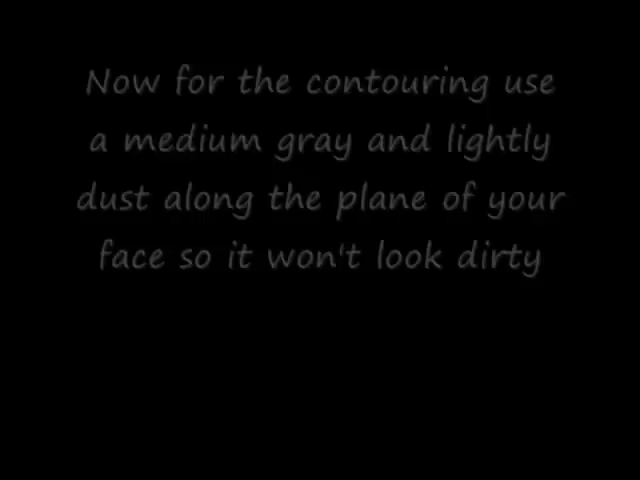 Now for the contouring use
a medium gray and lightly
dust along the plane of your
face so it won't look dirty